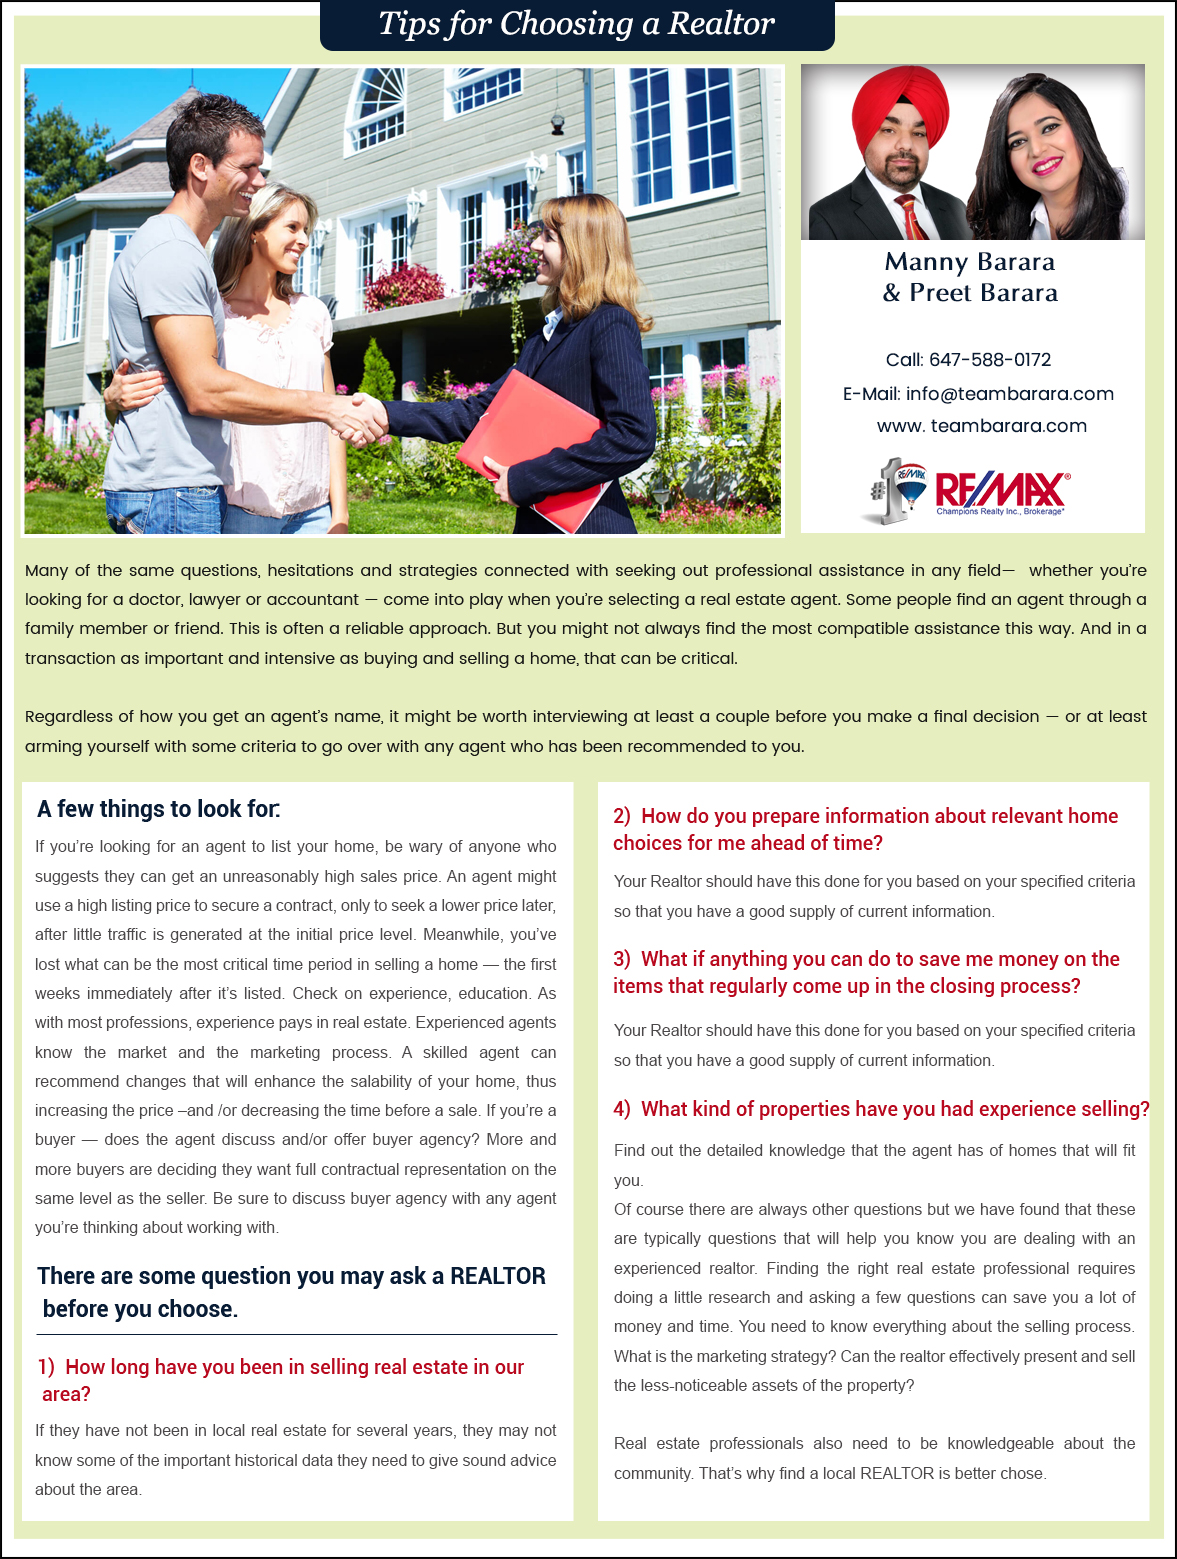 Tips for Choosing a Realtor
Manny Barara
& Preet Barara
Call: 647-588-0172
E-Mail: info@teambarara.com
www. teambarara.com
#1
RE/MAX
RE/MAX®
Champions Realty Inc., Brokerage*
Many of the same questions, hesitations and strategies connected with seeking out professional assistance in any field— whether you're
looking for a doctor, lawyer or accountant — come into play when you're selecting a real estate agent. Some people find an agent through a
family member or friend. This is often a reliable approach. But you might not always find the most compatible assistance this way. And in a
transaction as important and intensive as buying and selling a home, that can be critical.
Regardless of how you get an agent's name, it might be worth interviewing at least a couple before you make a final decision — or at least
arming yourself with some criteria to go over with any agent who has been recommended to you.
A few things to look for:
If you're looking for an agent to list your home, be wary of anyone who
suggests they can get an unreasonably high sales price. An agent might
use a high listing price to secure a contract, only to seek a lower price later,
after little traffic is generated at the initial price level. Meanwhile, you've
lost what can be the most critical time period in selling a home — the first
weeks immediately after it's listed. Check on experience, education. As
with most professions, experience pays in real estate. Experienced agents
know the market and the marketing process. A skilled agent can
recommend changes that will enhance the salability of your home, thus
increasing the price –and /or decreasing the time before a sale. If you're a
buyer — does the agent discuss and/or offer buyer agency? More and
more buyers are deciding they want full contractual representation on the
same level as the seller. Be sure to discuss buyer agency with any agent
you're thinking about working with.
There are some question you may ask a REALTOR
before you choose.
1) How long have you been in selling real estate in our
area?
If they have not been in local real estate for several years, they may not
know some of the important historical data they need to give sound advice
about the area.
2) How do you prepare information about relevant home
choices for me ahead of time?
Your Realtor should have this done for you based on your specified criteria
so that you have a good supply of current information.
3) What if anything you can do to save me money on the
items that regularly come up in the closing process?
Your Realtor should have this done for you based on your specified criteria
so that you have a good supply of current information.
4) What kind of properties have you had experience selling?
Find out the detailed knowledge that the agent has of homes that will fit
you.
Of course there are always other questions but we have found that these
are typically questions that will help you know you are dealing with an
experienced realtor. Finding the right real estate professional requires
doing a little research and asking a few questions can save you a lot of
money and time. You need to know everything about the selling process.
What is the marketing strategy? Can the realtor effectively present and sell
the less-noticeable assets of the property?
Real estate professionals also need to be knowledgeable about the
community. That's why find a local REALTOR is better chose.